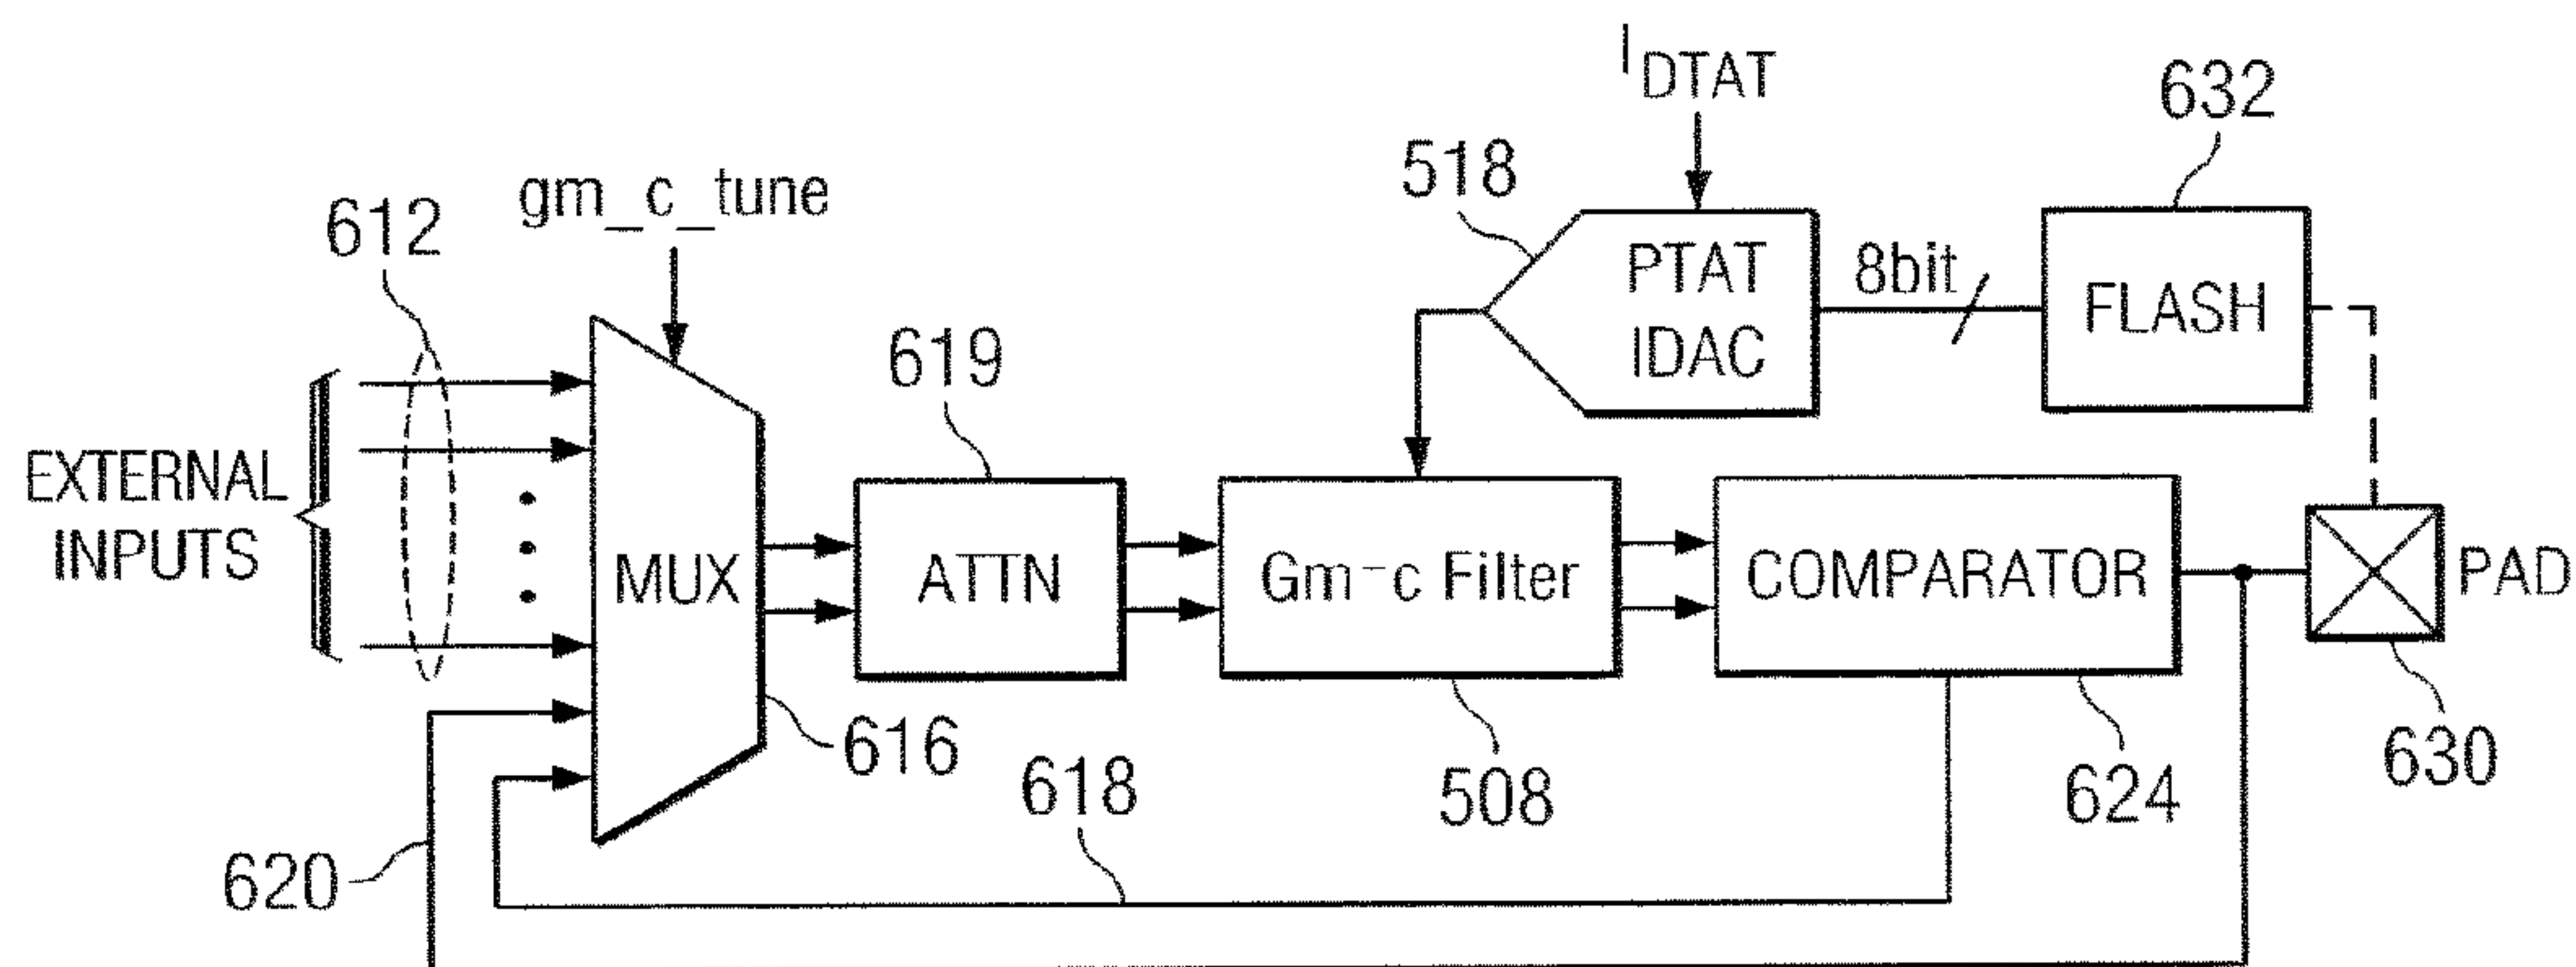 I DTAT
632
518
gm_c_tune
612
PTAT
IDAC
8bit
FLASH
619
EXTERNAL
INPUTS
MUX
ATTN
Gm-c Filter
COMPARATOR
PAD
616
618
508
624
630
620